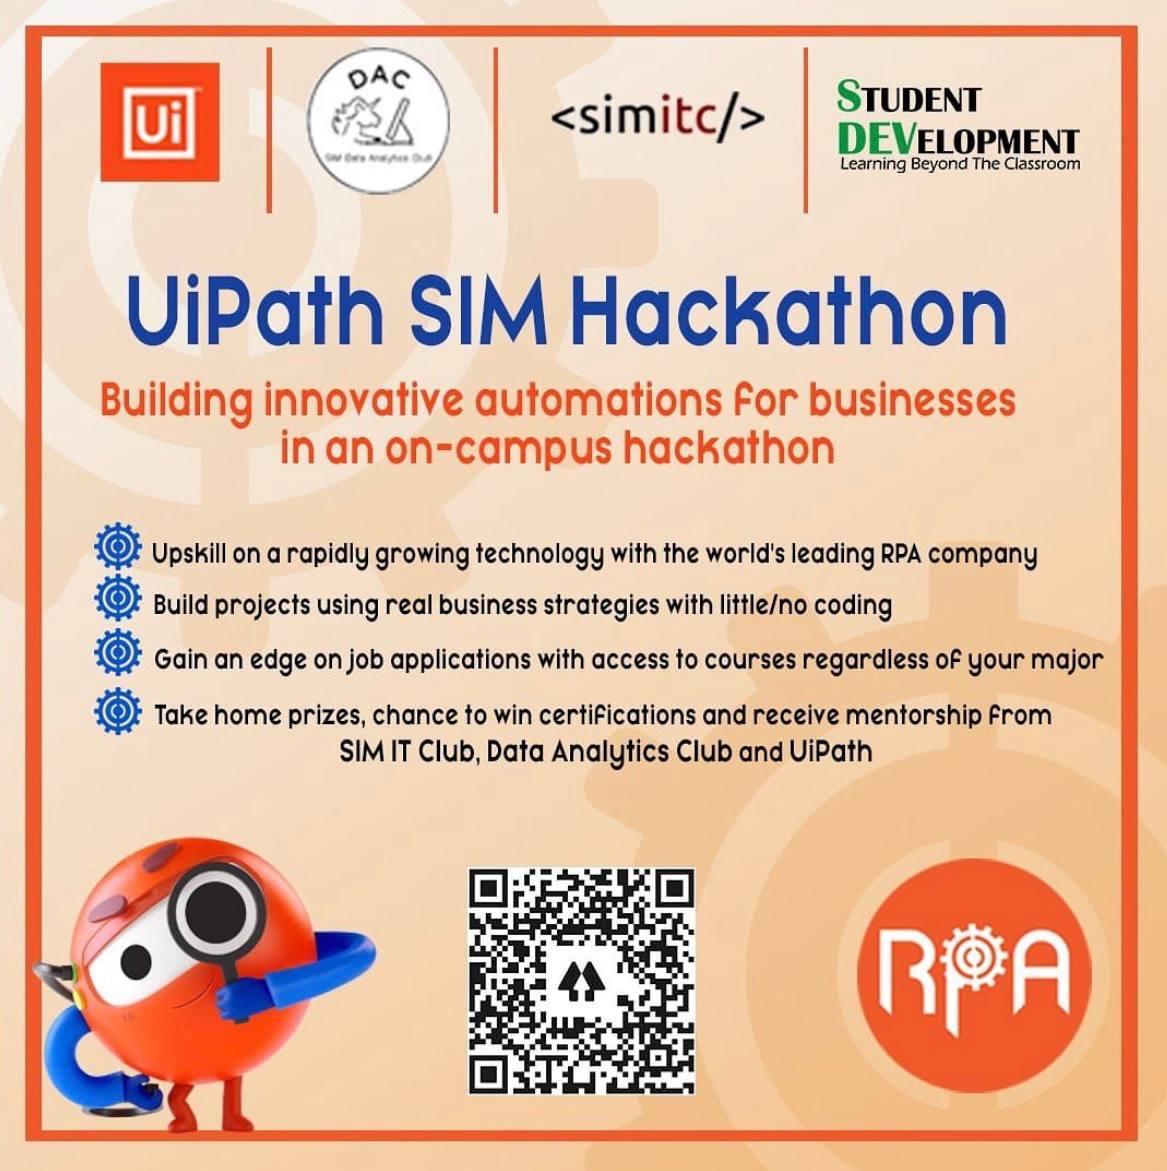 Ui
DAC
SIM Data Analytics Club
<simitc/>
STUDENT
DEVELOPMENT
Learning Beyond The Classroom
UiPath SIM Hackathon
Building innovative automations for businesses
in an on-campus hackathon
Upskill on a rapidly growing technology with the world's leading RPA company
Build projects using real business strategies with little/no coding
Gain an edge on job applications with access to courses regardless of your major
Take home prizes, chance to win certifications and receive mentorship from
SIM IT Club, Data Analytics Club and UiPath
RPA